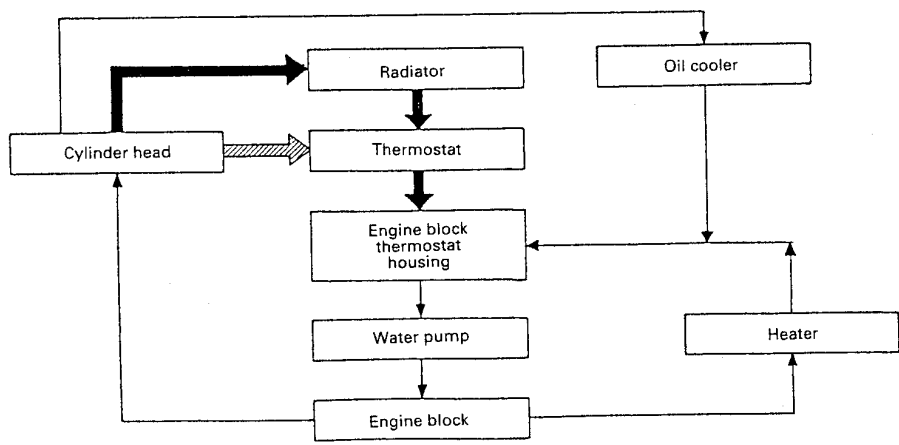 Radiator
Oil cooler
Cylinder head
Thermostat
Engine block
thermostat
housing
Water pump
Heater
Engine block